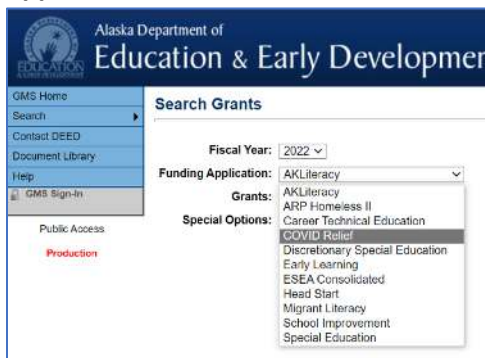 Alaska Department of
Education & Early Developmen
EDUCATION
GMS Home
Search
Contact DEED
Document Library
Help
GMS Sign-In
Public Access
Production
Search Grants
Fiscal Year: 2022
Funding Application: AKLiteracy
Grants:
Special Options:
AKLiteracy
ARP Homeless II
Career Technical Education
COVID Relief
Discretionary Special Education
Early Learning
ESEA Consolidated
Head Start
Migrant Literacy
School Improvement
Special Education